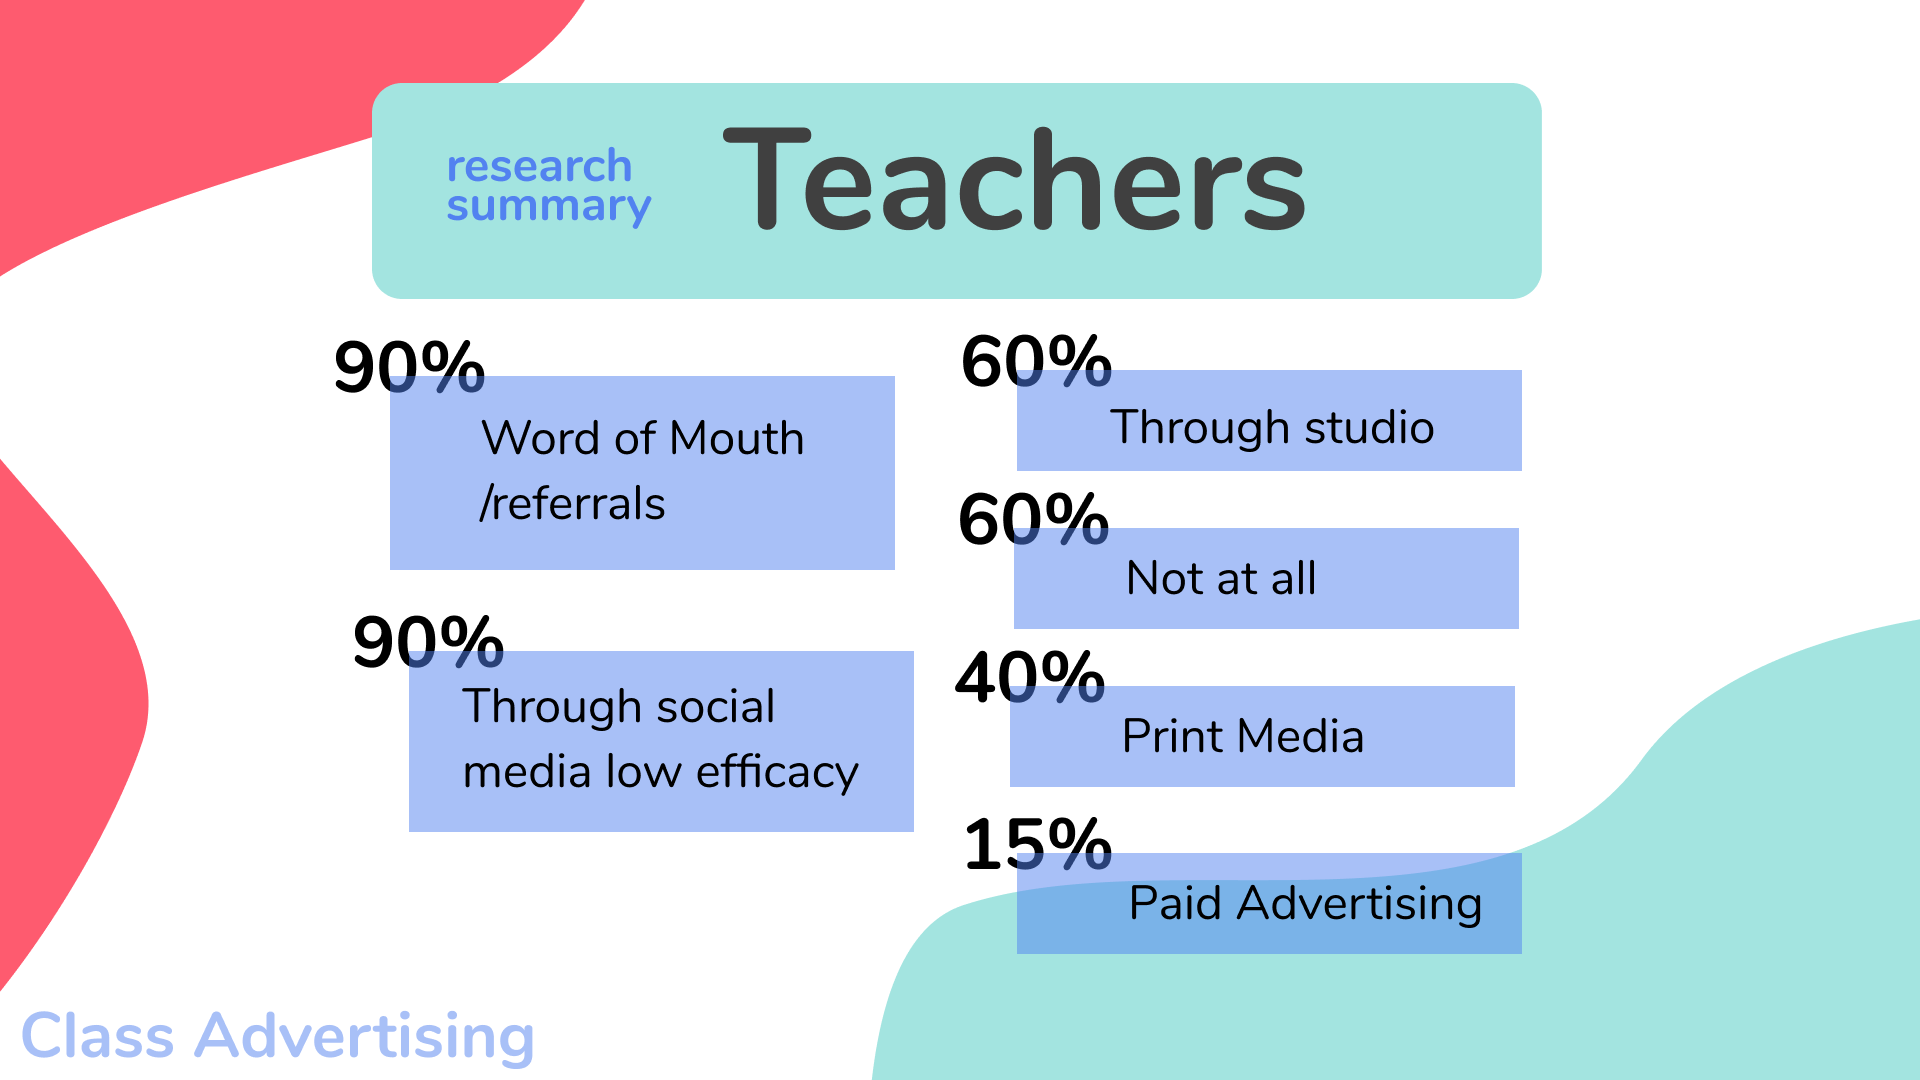 research
summary
Teachers
90%
Word of Mouth
/referrals
90%
Through social
media low efficacy
60%
Through studio
60%
Not at all
40%
Print Media
15%
Paid Advertising
Class Advertising